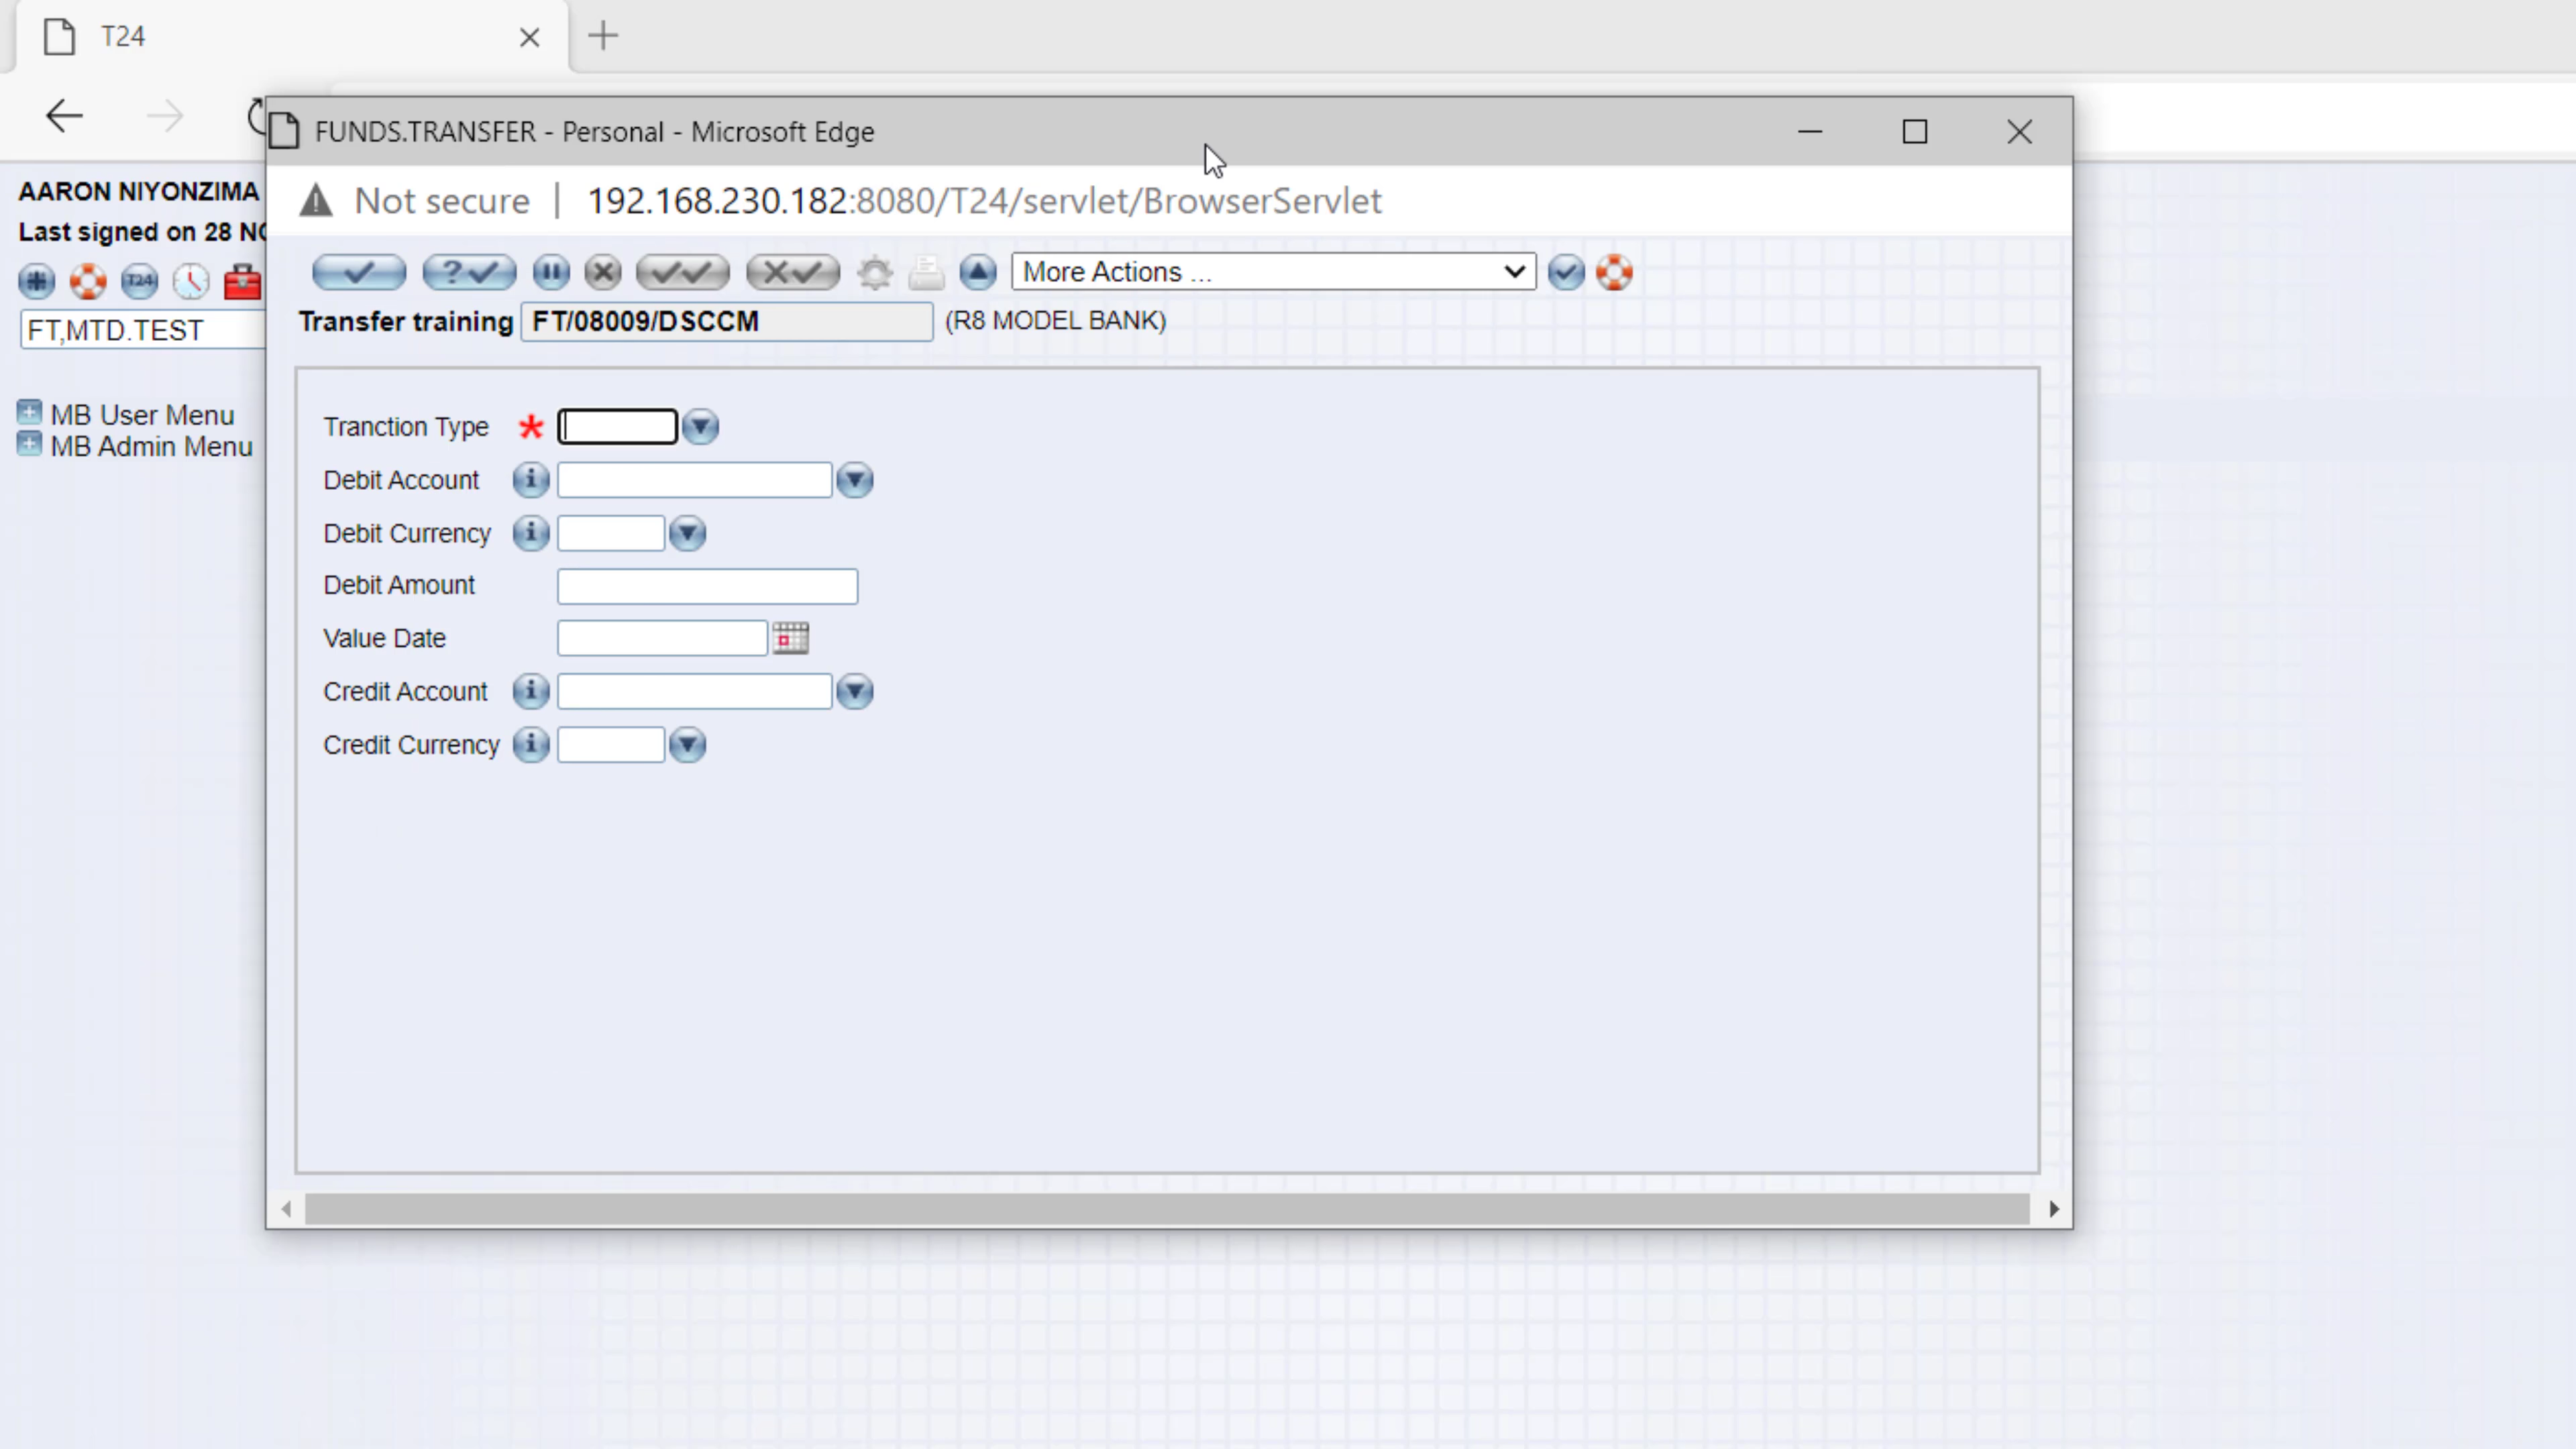 T24
FUNDS.TRANSFER - Personal - Microsoft Edge
Not secure | 192.168.230.182:8080/T24/servlet/BrowserServlet
AARON NIYONZIMA
Last signed on 28 NO
T24
FT,MTD.TEST
MB User Menu
MB Admin Menu
More Actions ...
Transfer training FT/08009/DSCCM (R8 MODEL BANK)
Tranction Type *
Debit Account
Debit Currency
Debit Amount
Value Date
Credit Account
Credit Currency